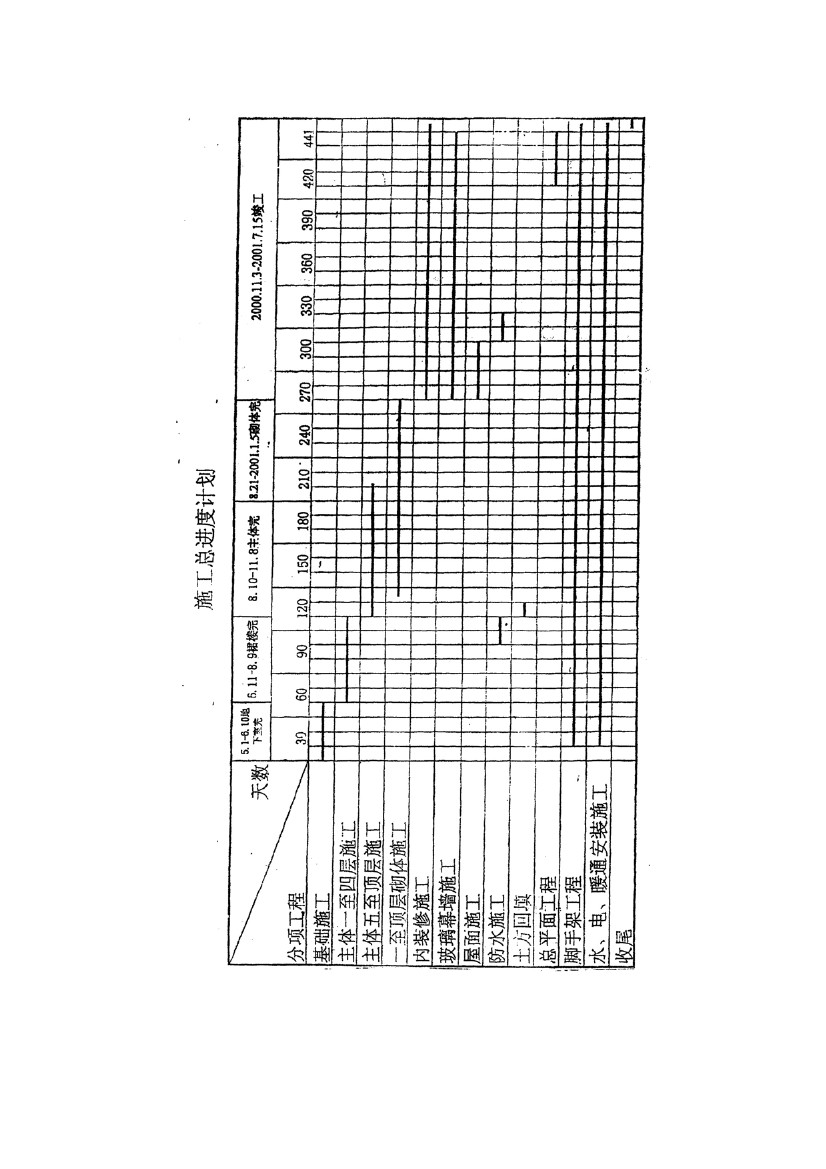 施工总进度计划
天数
5.1-6.10地
下室完
6.11-8.9裙楼完
8.10-11.8主体完
8.21-2001.1.5砌体完
2000.11.3-2001.7.15竣工
分项工程
30 60 90 120 150 180 210 240 270 300 330 360 390 420 441
基础施工
主体一至四层施工
主体五至顶层施工
一至顶层砌体施工
内装修施工
玻璃幕墙施工
屋面施工
防水施工
土方回填
总平面工程
脚手架工程
水、电、暖通安装施工
收尾